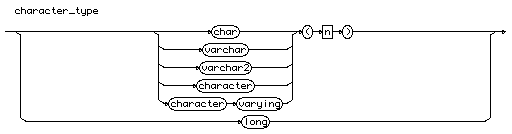 character_type
char ( n )
varchar
varchar2
character
character varying
long